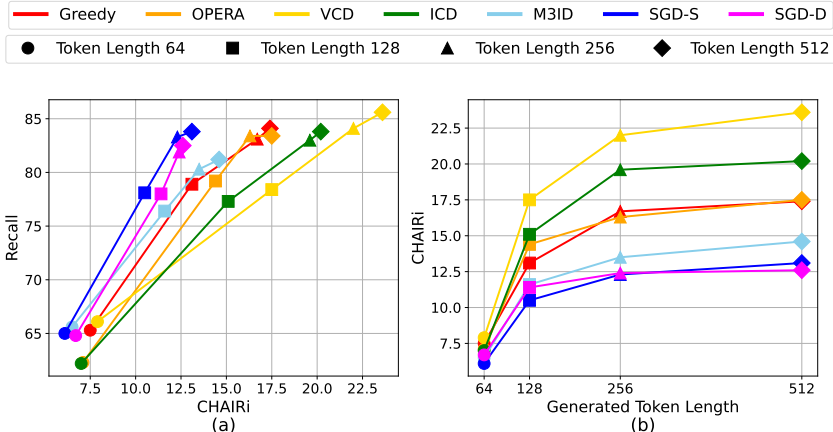 Greedy OPERA VCD ICD M3ID SGD-S SGD-D
Token Length 64 Token Length 128 Token Length 256 Token Length 512
85
80
75
70
65
Recall
7.5 10.0 12.5 15.0 17.5 20.0 22.5
CHAIRi
(a)
22.5
20.0
17.5
15.0
12.5
10.0
7.5
CHAIRi
64 128 256 512
Generated Token Length
(b)